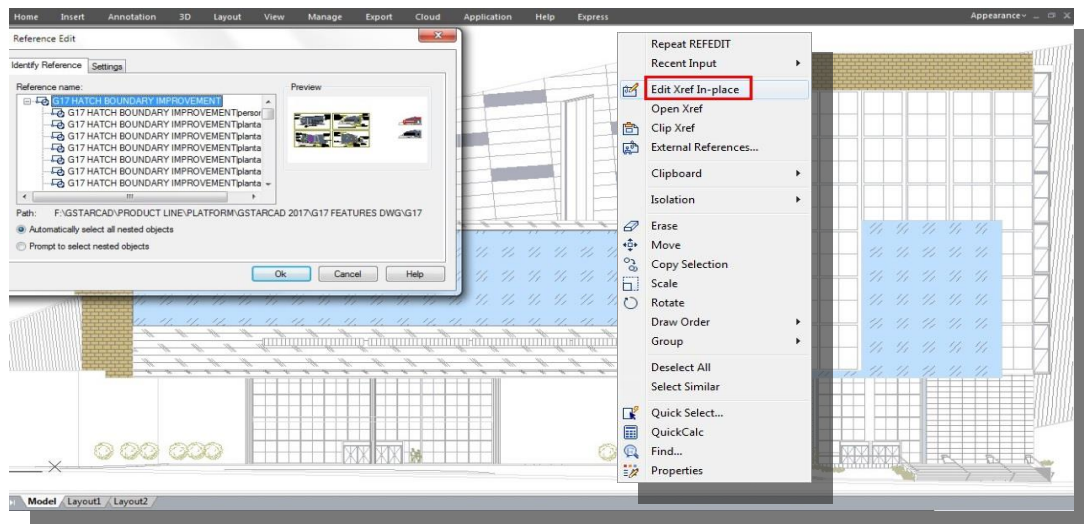 Home Insert Annotation 3D Layout View Manage Export Cloud Application Help Express Appearance
Reference Edit
Identify Reference Settings
Reference name:
G17 HATCH BOUNDARY IMPROVEMENT
G17 HATCH BOUNDARY IMPROVEMENT|person
G17 HATCH BOUNDARY IMPROVEMENT|planta
G17 HATCH BOUNDARY IMPROVEMENT|planta
G17 HATCH BOUNDARY IMPROVEMENT|planta
G17 HATCH BOUNDARY IMPROVEMENT|planta
G17 HATCH BOUNDARY IMPROVEMENT|planta
Preview
Path: F:\GSTARCAD\PRODUCT LINE\PLATFORM\GSTARCAD 2017\G17 FEATURES DWG\G17
Automatically select all nested objects
Prompt to select nested objects
Ok Cancel Help
Repeat REFEDIT
Recent Input
Edit Xref In-place
Open Xref
Clip Xref
External References...
Clipboard
Isolation
Erase
Move
Copy Selection
Scale
Rotate
Draw Order
Group
Deselect All
Select Similar
Quick Select...
QuickCalc
Find...
Properties
Model Layout1 Layout2